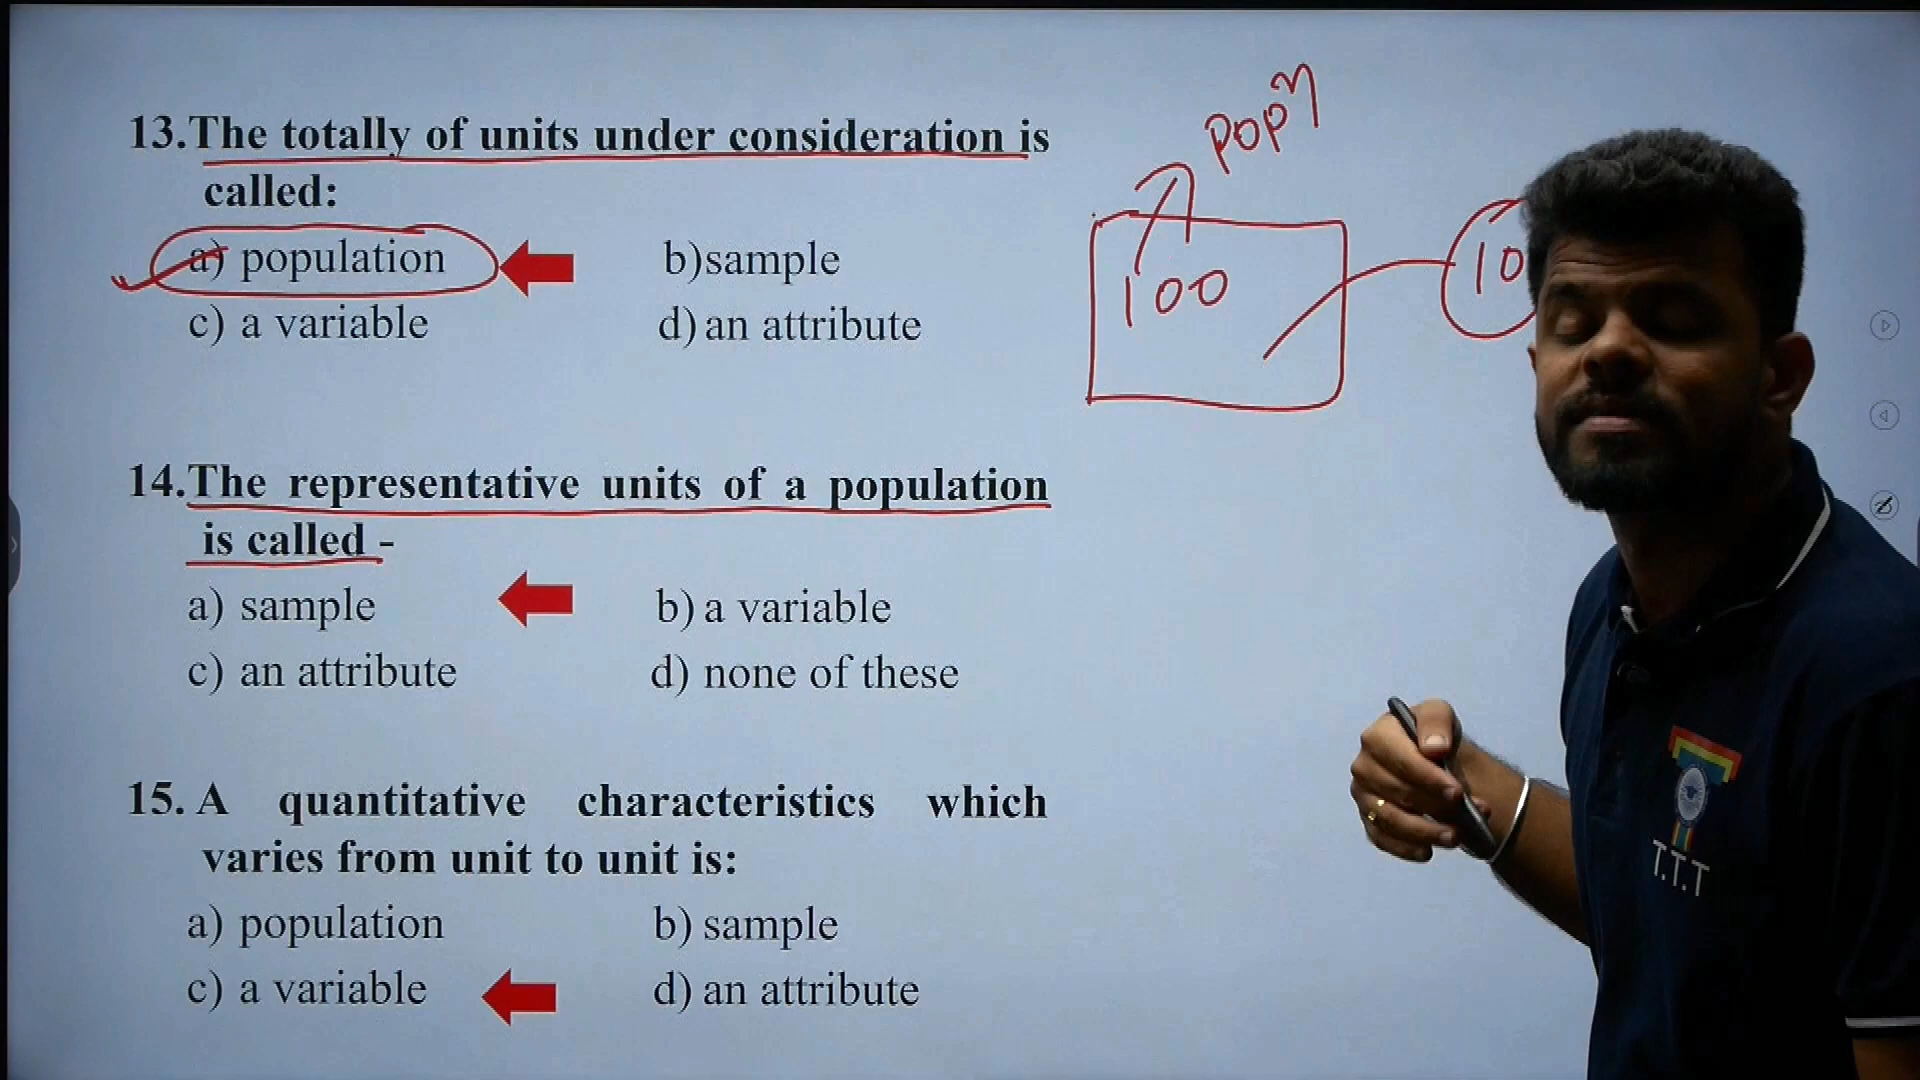 13.The totally of units under consideration is
called:
a) population b)sample
c) a variable d) an attribute
14.The representative units of a population
is called -
a) sample b) a variable
c) an attribute d) none of these
15. A quantitative characteristics which
varies from unit to unit is:
a) population b) sample
c) a variable d) an attribute
popn
100
10
T.T.T